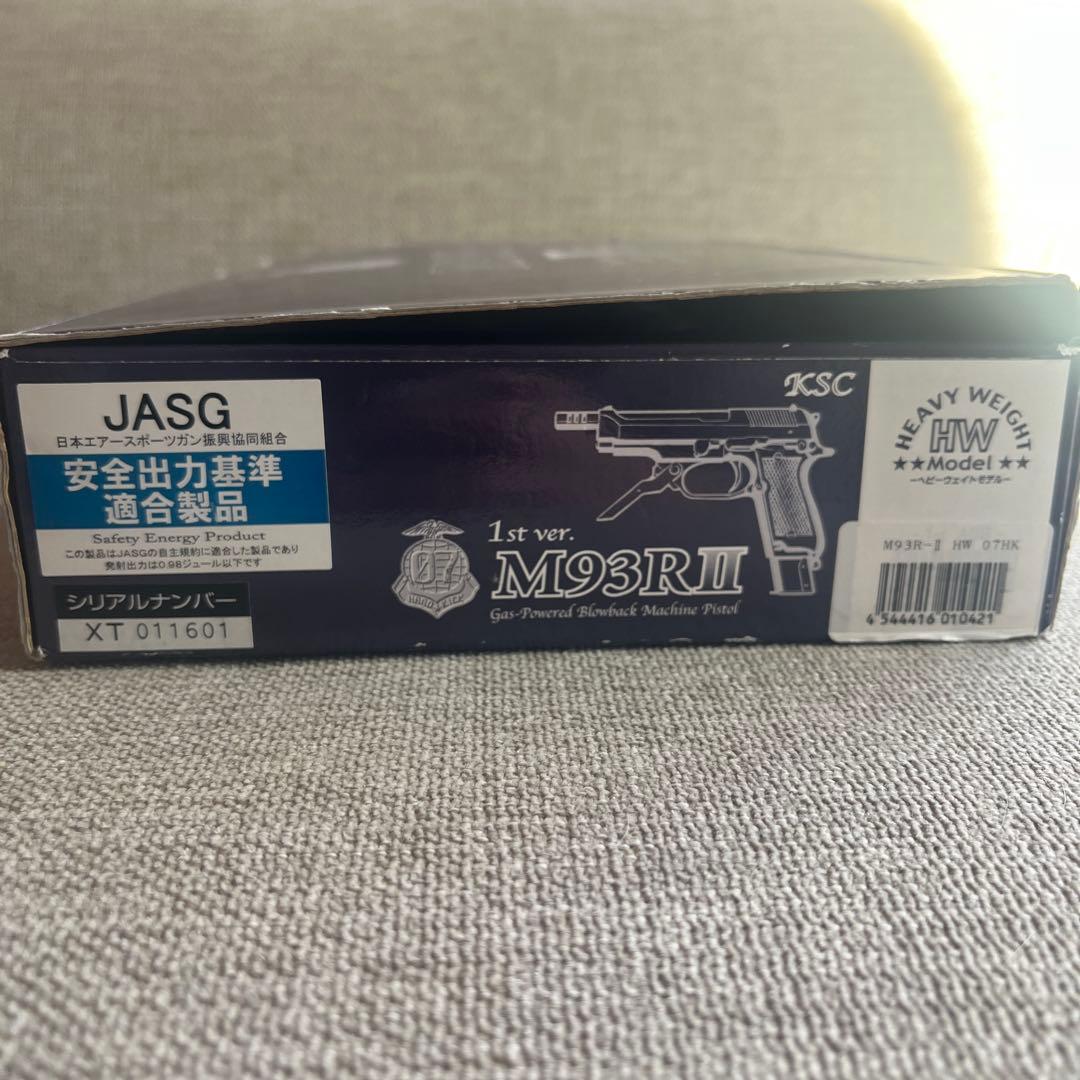 JASG
日本エアースポーツガン振興協同組合
安全出力基準
適合製品
Safety Energy Product
この製品はJASGの自主規約に適合した製品であり
発射出力は0.98ジュール以下です
シリアルナンバー
XT 011601
07
HARD TRICK
1st ver.
M93RⅡ
Gas-Powered Blowback Machine Pistol
KSC
HEAVY WEIGHT
HW
★★Model★★
ーヘビーウェイトモデルー
M93R-Ⅱ HW 07HK
4 544416 010421